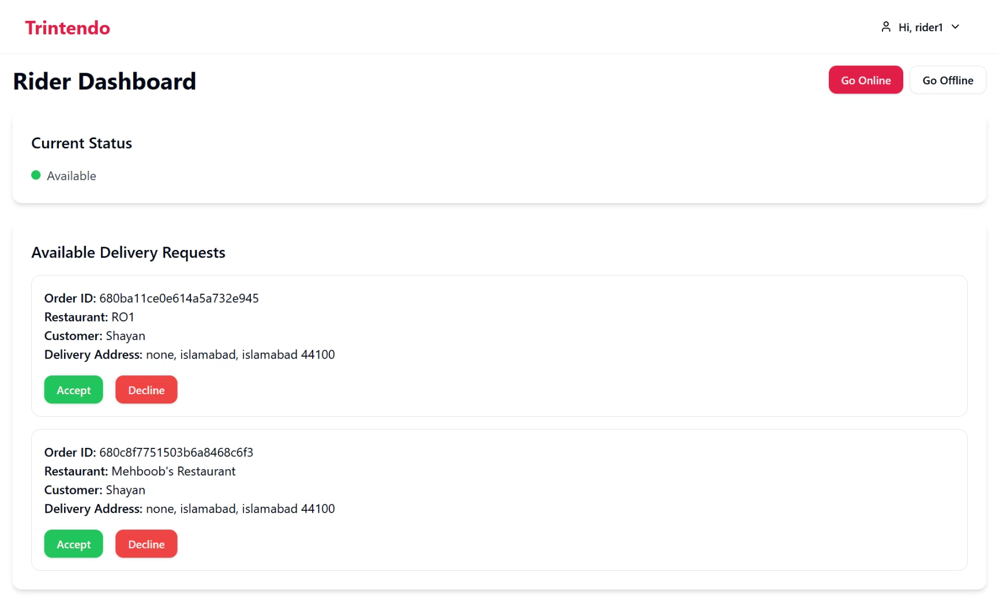 Trintendo
Hi, rider1
Rider Dashboard
Go Online
Go Offline
Current Status
Available
Available Delivery Requests
Order ID: 680ba11ce0e614a5a732e945
Restaurant: RO1
Customer: Shayan
Delivery Address: none, islamabad, islamabad 44100
Accept
Decline
Order ID: 680c8f7751503b6a8468c6f3
Restaurant: Mehboob's Restaurant
Customer: Shayan
Delivery Address: none, islamabad, islamabad 44100
Accept
Decline